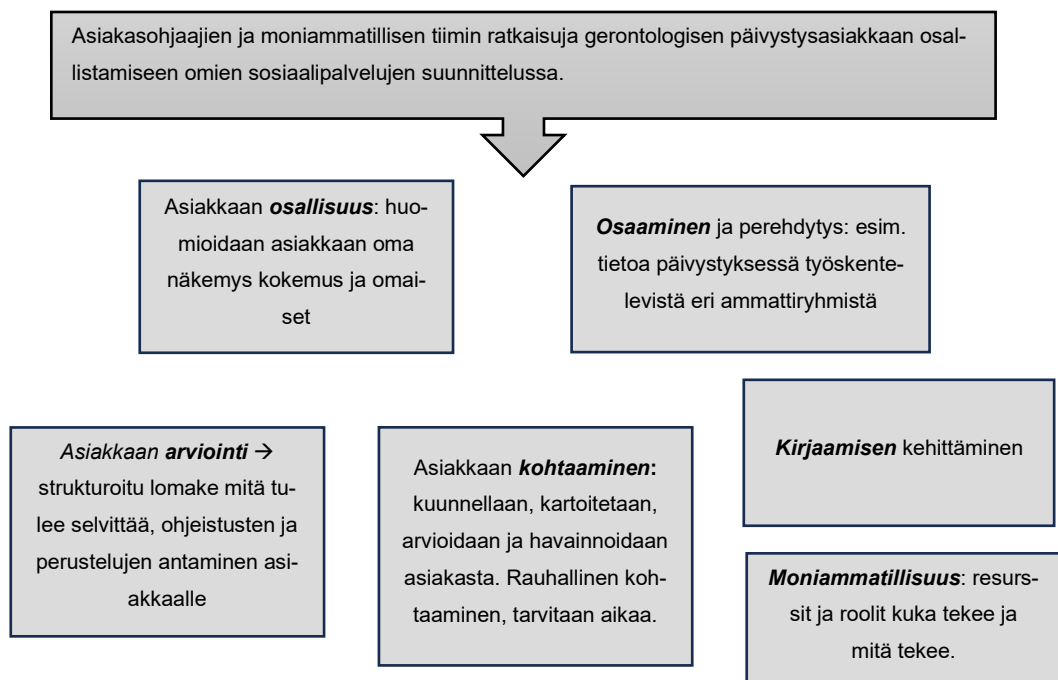 Asiakasohjaajien ja moniammatillisen tiimin ratkaisuja gerontologisen päivystysasiakkaan osal-
listamiseen omien sosiaalipalvelujen suunnittelussa.
Asiakkaan osallisuus: huo-
mioidaan asiakkaan oma
näkemys kokemus ja omai-
set
Osaaminen ja perehdytys: esim.
tietoa päivystyksessä työskente-
levistä eri ammattiryhmistä
Asiakkaan arviointi →
strukturoitu lomake mitä tu-
lee selvittää, ohjeistusten ja
perustelujen antaminen asi-
akkaalle
Asiakkaan kohtaaminen:
kuunnellaan, kartoitetaan,
arvioidaan ja havainnoidaan
asiakasta. Rauhallinen koh-
taaminen, tarvitaan aikaa.
Kirjaamisen kehittäminen
Moniammatillisuus: resurs-
sit ja roolit kuka tekee ja
mitä tekee.